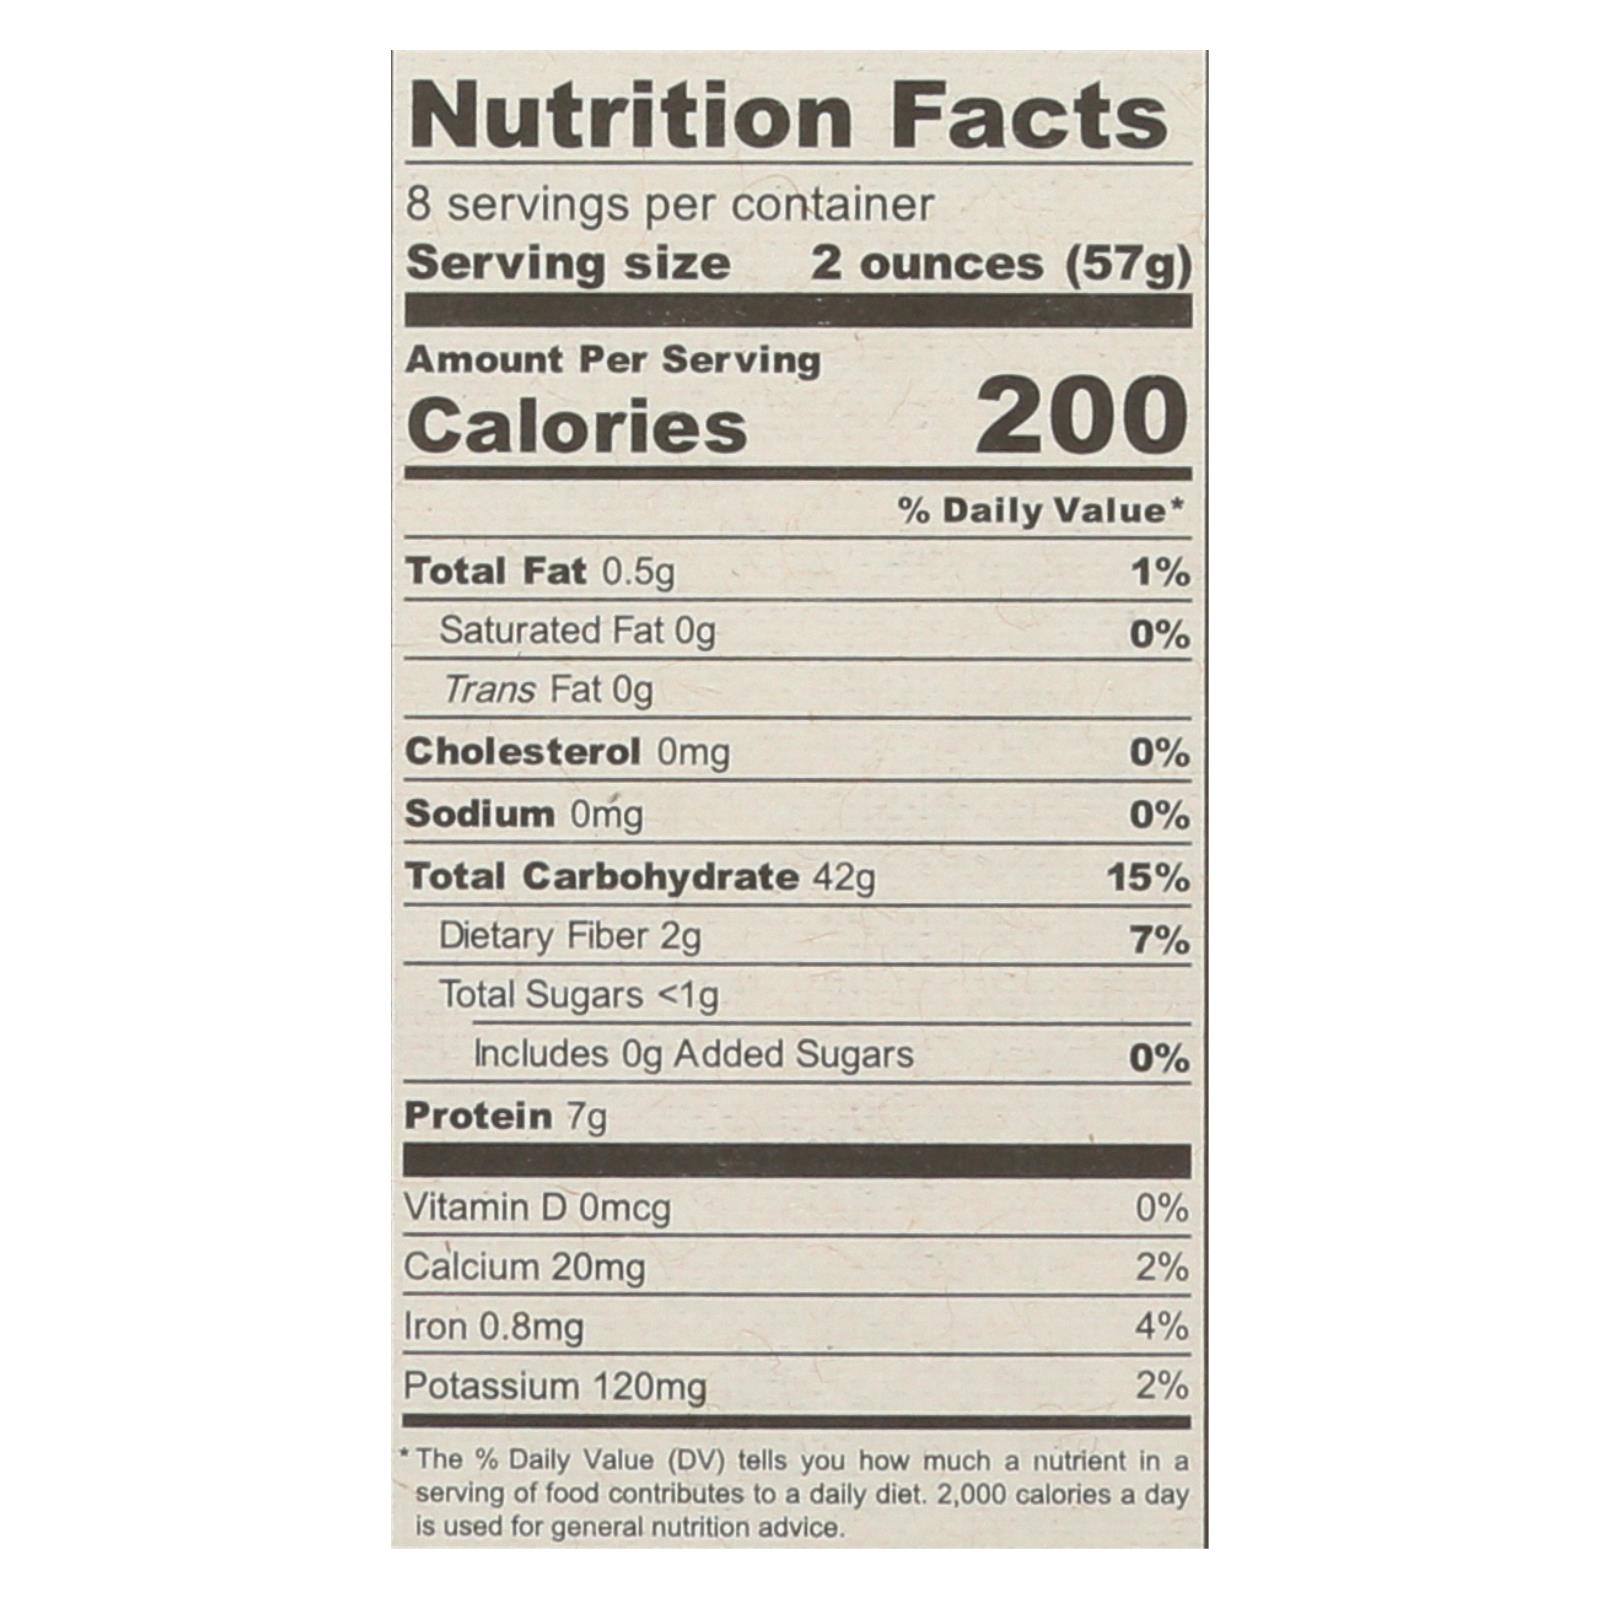 Nutrition Facts
8 servings per container
Serving size 2 ounces (57g)
Amount Per Serving
Calories 200
% Daily Value*
Total Fat 0.5g 1%
Saturated Fat 0g 0%
Trans Fat 0g
Cholesterol 0mg 0%
Sodium 0mg 0%
Total Carbohydrate 42g 15%
Dietary Fiber 2g 7%
Total Sugars <1g
Includes 0g Added Sugars 0%
Protein 7g
Vitamin D 0mcg 0%
Calcium 20mg 2%
Iron 0.8mg 4%
Potassium 120mg 2%
* The % Daily Value (DV) tells you how much a nutrient in a
serving of food contributes to a daily diet. 2,000 calories a day
is used for general nutrition advice.